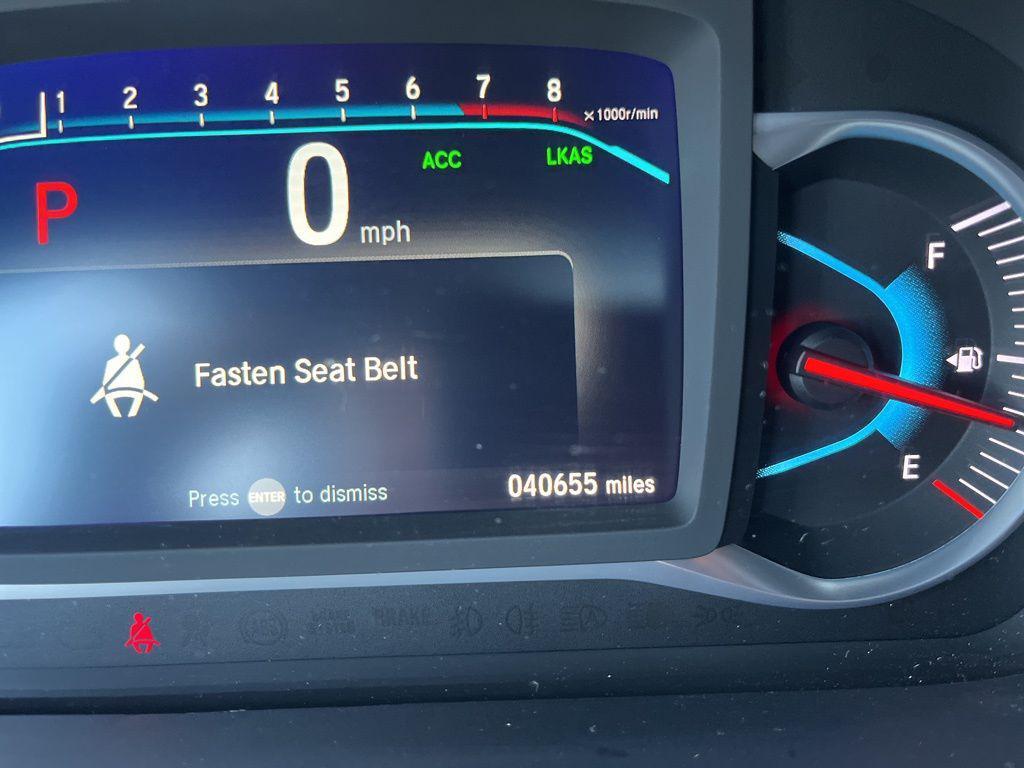 1 2 3 4 5 6 7 8 ×1000r/min
ACC LKAS
P 0 mph
F
Fasten Seat Belt
E
Press ENTER to dismiss
040655 miles
BRAKE